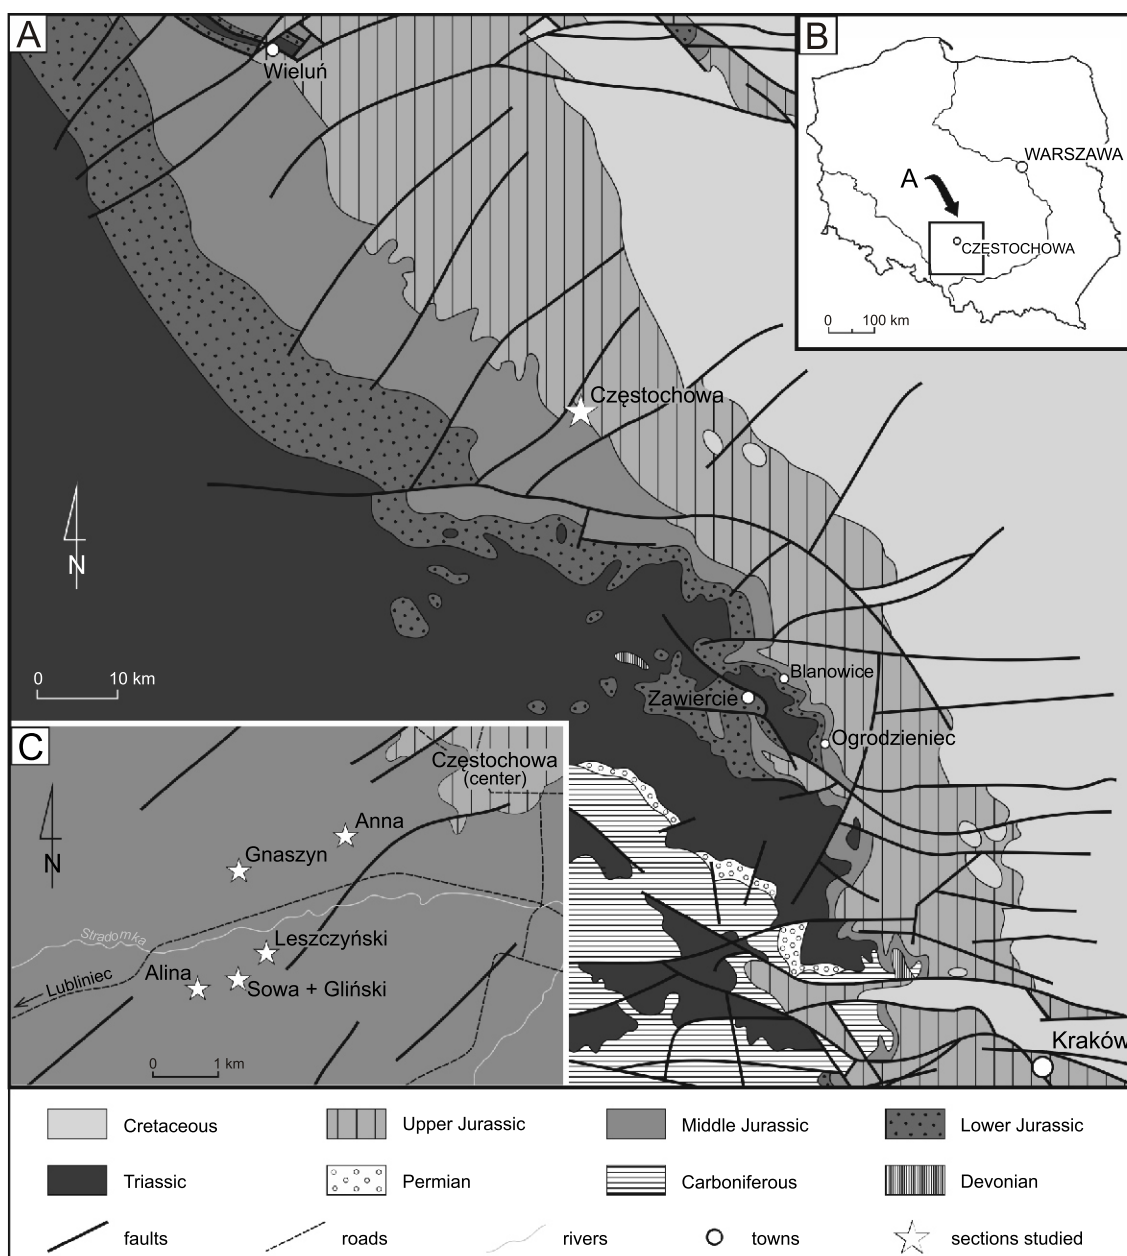 A
Wieluń
B
WARSZAWA
A
CZĘSTOCHOWA
0 100 km
Częstochowa
N
0 10 km
Blanowice
Zawiercie
Ogrodzieniec
C
Częstochowa
(center)
N
Anna
Gnaszyn
Stradomka
Leszczyński
Alina
Lubliniec
Sowa + Gliński
0 1 km
Kraków
Cretaceous
Upper Jurassic
Middle Jurassic
Lower Jurassic
Triassic
Permian
Carboniferous
Devonian
faults
roads
rivers
towns
sections studied